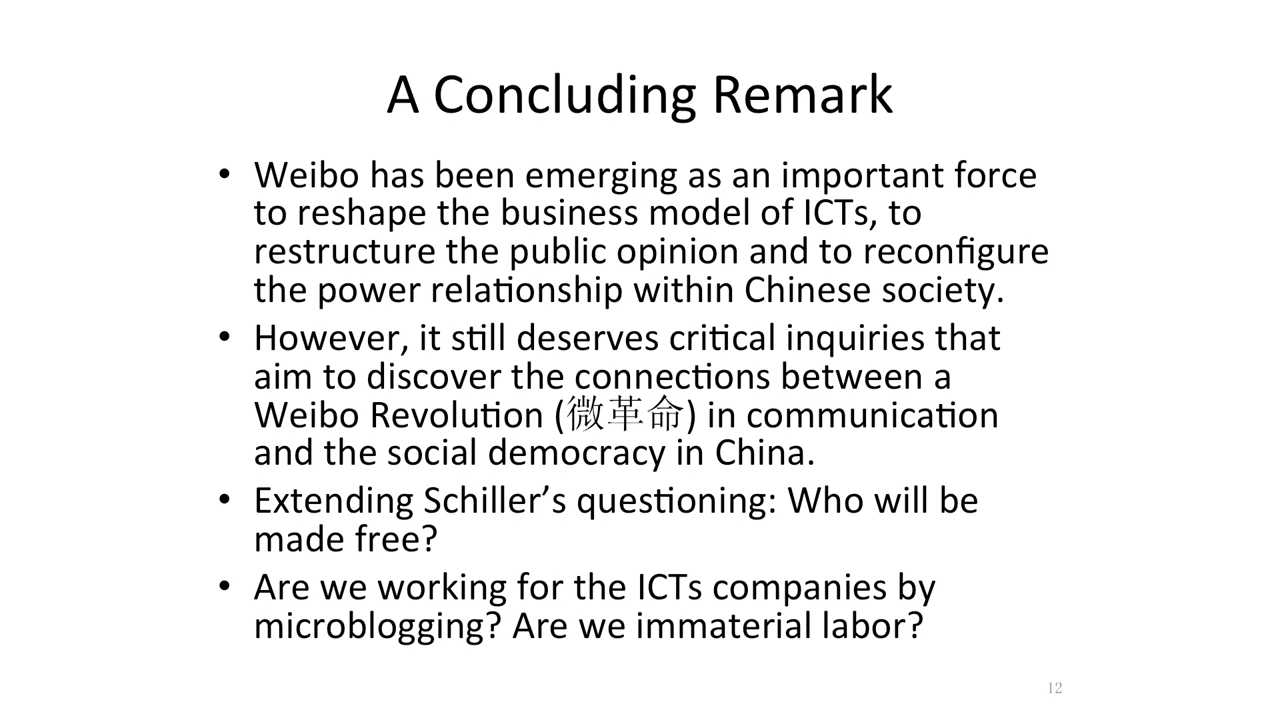 A Concluding Remark
• Weibo has been emerging as an important force
to reshape the business model of ICTs, to
restructure the public opinion and to reconfigure
the power relationship within Chinese society.
• However, it still deserves critical inquiries that
aim to discover the connections between a
Weibo Revolution (微革命) in communication
and the social democracy in China.
• Extending Schiller’s questioning: Who will be
made free?
• Are we working for the ICTs companies by
microblogging? Are we immaterial labor?
12